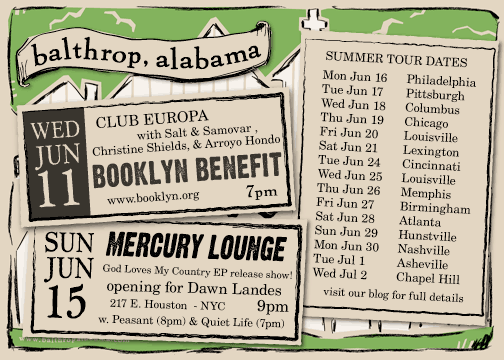 balthrop, alabama
WED
JUN
11
CLUB EUROPA
with Salt & Samovar ,
Christine Shields, & Arroyo Hondo
BOOKLYN BENEFIT
www.booklyn.org
7pm
SUN
JUN
15
MERCURY LOUNGE
God Loves My Country EP release show!
opening for Dawn Landes
217 E. Houston - NYC 9pm
w. Peasant (8pm) & Quiet Life (7pm)
SUMMER TOUR DATES
Mon Jun 16 Philadelphia
Tue Jun 17 Pittsburgh
Wed Jun 18 Columbus
Thu Jun 19 Chicago
Fri Jun 20 Louisville
Sat Jun 21 Lexington
Tue Jun 24 Cincinnati
Wed Jun 25 Louisville
Thu Jun 26 Memphis
Fri Jun 27 Birmingham
Sat Jun 28 Atlanta
Sun Jun 29 Hunstville
Mon Jun 30 Nashville
Tue Jul 1 Asheville
Wed Jul 2 Chapel Hill
visit our blog for full details